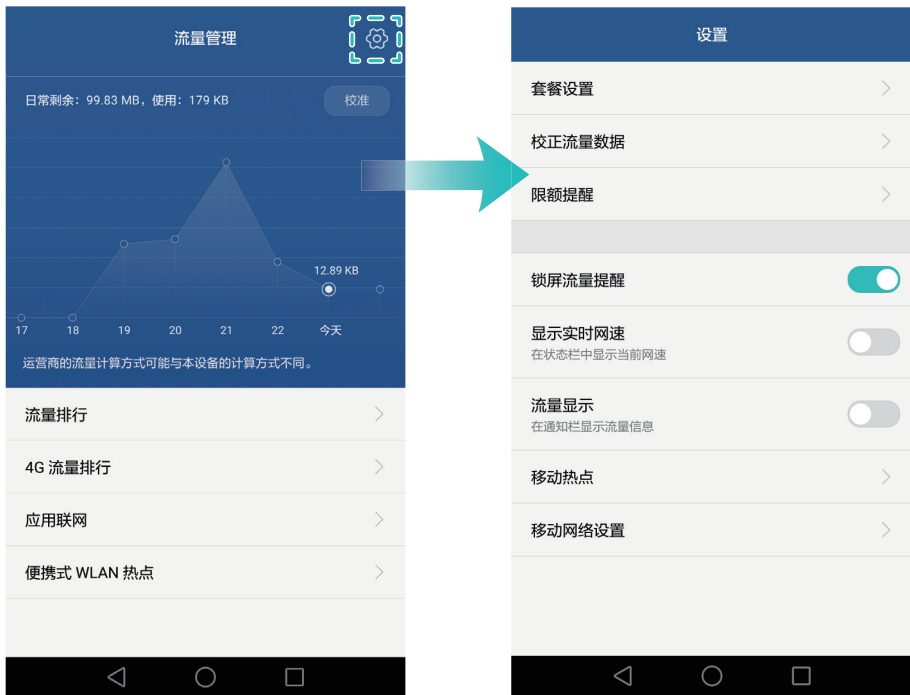 流量管理
日常剩余：99.83 MB，使用：179 KB
校准
12.89 KB
17 18 19 20 21 22 今天
运营商的流量计算方式可能与本设备的计算方式不同。
流量排行
4G 流量排行
应用联网
便携式 WLAN 热点
设置
套餐设置
校正流量数据
限额提醒
锁屏流量提醒
显示实时网速
在状态栏中显示当前网速
流量显示
在通知栏显示流量信息
移动热点
移动网络设置